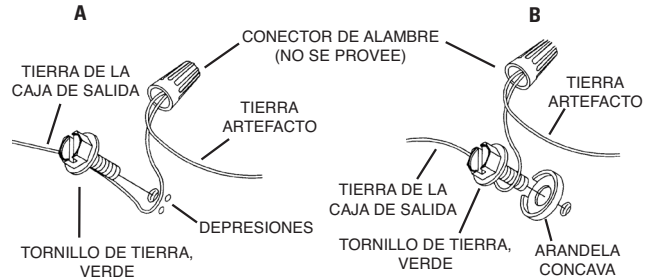 A
B
CONECTOR DE ALAMBRE
(NO SE PROVEE)
TIERRA DE LA
CAJA DE SALIDA
TIERRA
ARTEFACTO
DEPRESIONES
TORNILLO DE TIERRA,
VERDE
TIERRA
ARTEFACTO
TIERRA DE LA
CAJA DE SALIDA
TORNILLO DE TIERRA,
VERDE
ARANDELA
CONCAVA